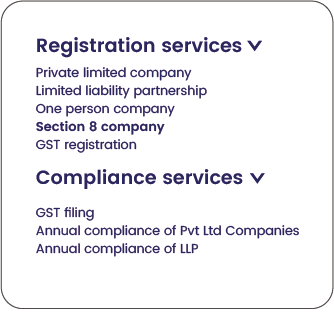 Registration services
Private limited company
Limited liability partnership
One person company
Section 8 company
GST registration
Compliance services
GST filing
Annual compliance of Pvt Ltd Companies
Annual compliance of LLP